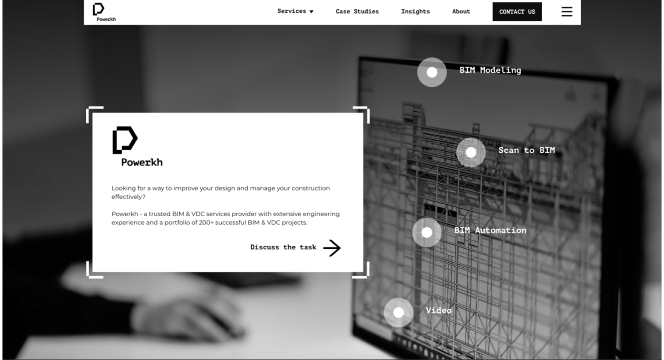 Powerkh
Services ▼
Case Studies
Insights
About
CONTACT US
BIM Modeling
Scan to BIM
Powerkh
Looking for a way to improve your design and manage your construction
effectively?
Powerkh - a trusted BIM & VDC services provider with extensive engineering
experience and a portfolio of 200+ successful BIM & VDC projects.
Discuss the task
BIM Automation
Video